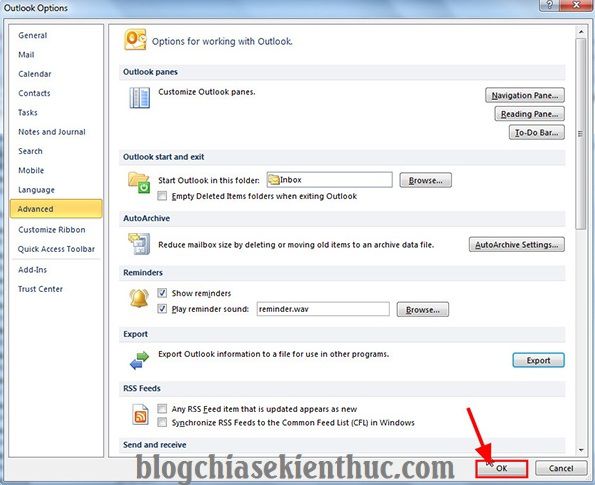 Outlook Options
General
Mail
Calendar
Contacts
Tasks
Notes and Journal
Search
Mobile
Language
Advanced
Customize Ribbon
Quick Access Toolbar
Add-Ins
Trust Center
Options for working with Outlook.
Outlook panes
Customize Outlook panes.
Navigation Pane...
Reading Pane...
To-Do Bar...
Outlook start and exit
Start Outlook in this folder: Inbox Browse...
Empty Deleted Items folders when exiting Outlook
AutoArchive
Reduce mailbox size by deleting or moving old items to an archive data file. AutoArchive Settings...
Reminders
Show reminders
Play reminder sound: reminder.wav Browse...
Export
Export Outlook information to a file for use in other programs. Export
RSS Feeds
Any RSS Feed item that is updated appears as new
Synchronize RSS Feeds to the Common Feed List (CFL) in Windows
Send and receive
blogchiasekienthuc.com
OK Cancel